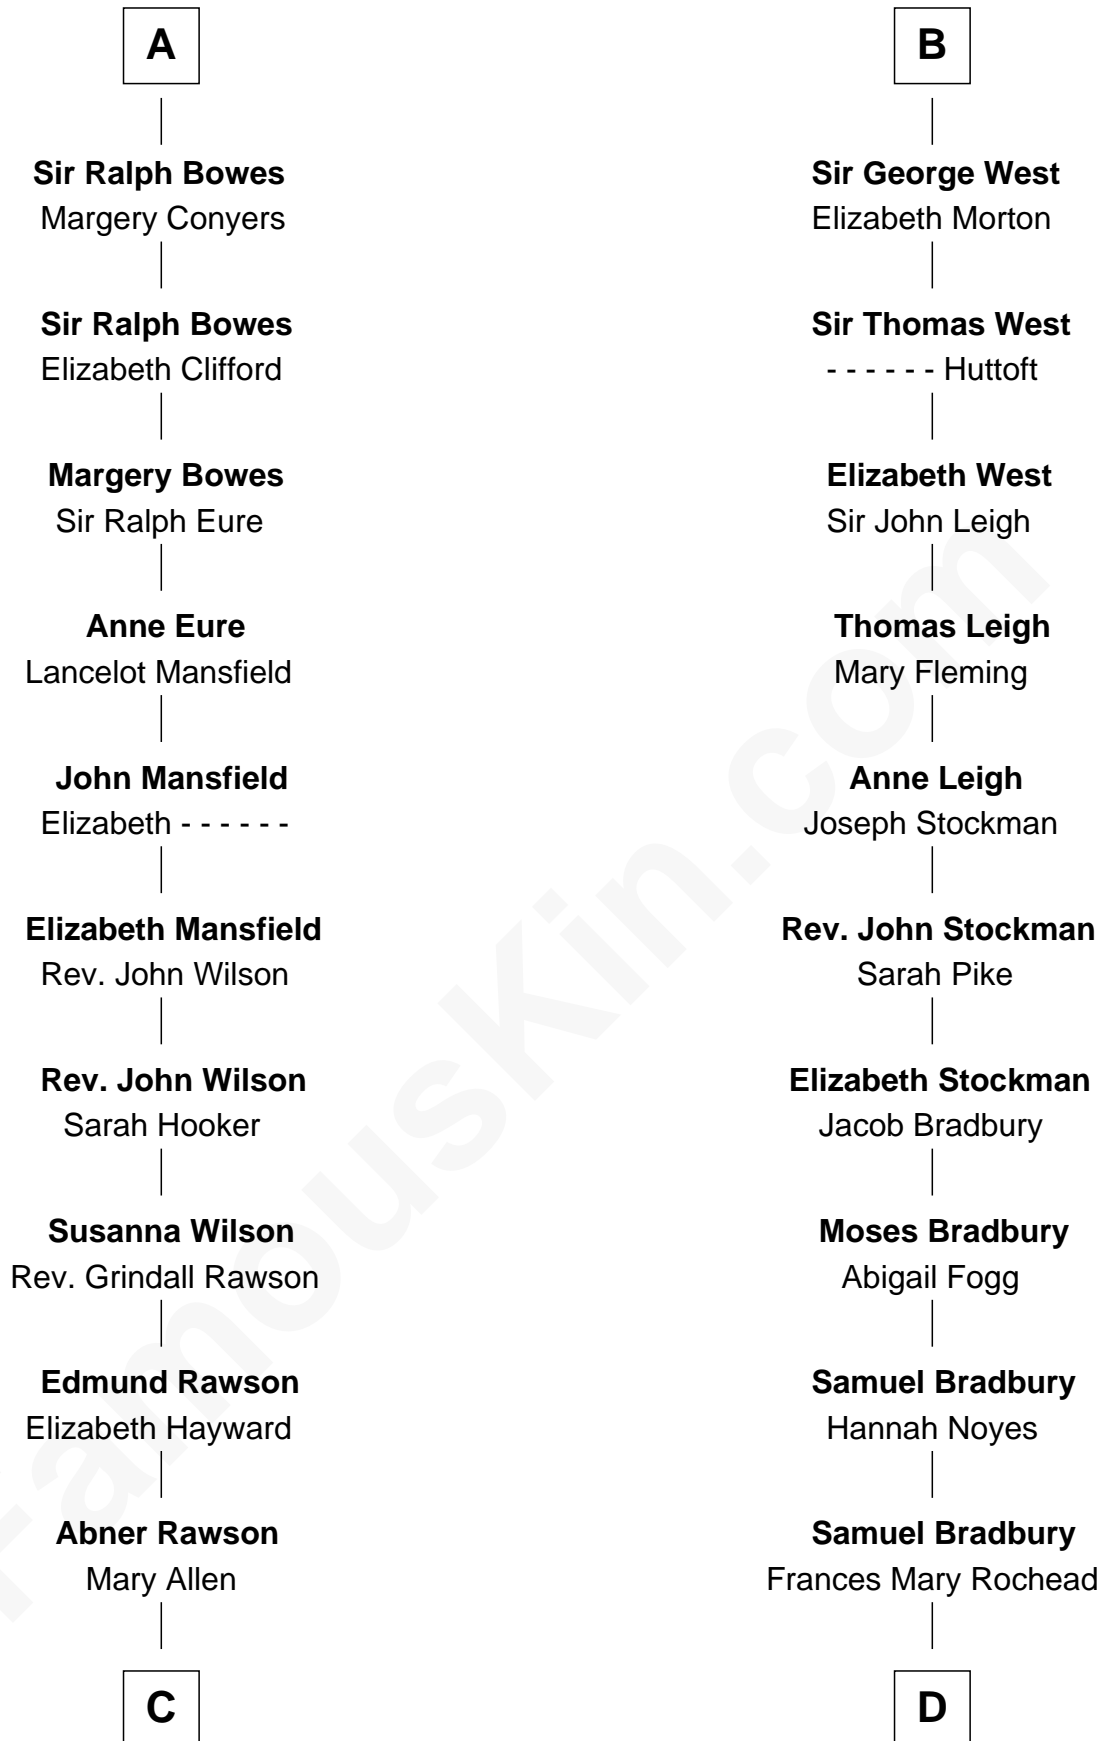 A
Sir Ralph Bowes
Margery Conyers
Sir Ralph Bowes
Elizabeth Clifford
Margery Bowes
Sir Ralph Eure
Anne Eure
Lancelot Mansfield
John Mansfield
Elizabeth - - - - - -
Elizabeth Mansfield
Rev. John Wilson
Rev. John Wilson
Sarah Hooker
Susanna Wilson
Rev. Grindall Rawson
Edmund Rawson
Elizabeth Hayward
Abner Rawson
Mary Allen
C
B
Sir George West
Elizabeth Morton
Sir Thomas West
- - - - - - Huttoft
Elizabeth West
Sir John Leigh
Thomas Leigh
Mary Fleming
Anne Leigh
Joseph Stockman
Rev. John Stockman
Sarah Pike
Elizabeth Stockman
Jacob Bradbury
Moses Bradbury
Abigail Fogg
Samuel Bradbury
Hannah Noyes
Samuel Bradbury
Frances Mary Rochead
D
FamousKin.com